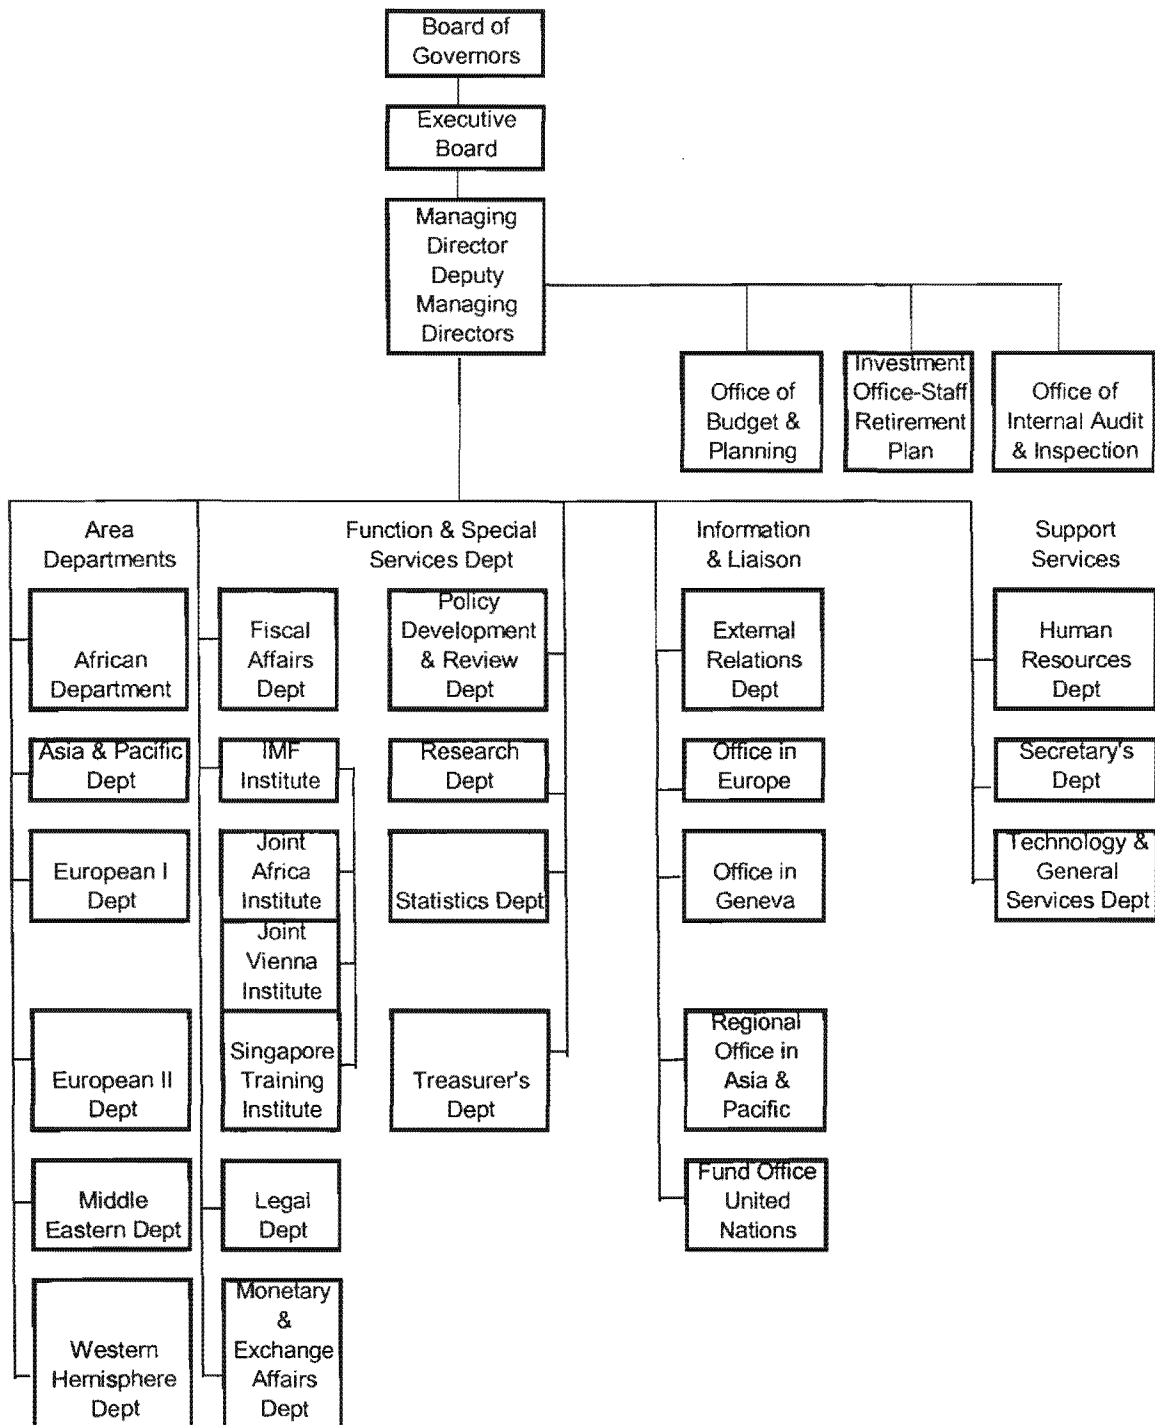 Board of
Governors
Executive
Board
Managing
Director
Deputy
Managing
Directors
Office of
Budget &
Planning
Investment
Office-Staff
Retirement
Plan
Office of
Internal Audit
& Inspection
Area
Departments
Function & Special
Services Dept
Information
& Liaison
Support
Services
African
Department
Asia & Pacific
Dept
European I
Dept
European II
Dept
Middle
Eastern Dept
Western
Hemisphere
Dept
Fiscal
Affairs
Dept
IMF
Institute
Joint
Africa
Institute
Joint
Vienna
Institute
Singapore
Training
Institute
Legal
Dept
Monetary
&
Exchange
Affairs
Dept
Policy
Development
& Review
Dept
Research
Dept
Statistics Dept
Treasurer's
Dept
External
Relations
Dept
Office in
Europe
Office in
Geneva
Regional
Office in
Asia &
Pacific
Fund Office
United
Nations
Human
Resources
Dept
Secretary's
Dept
Technology &
General
Services Dept